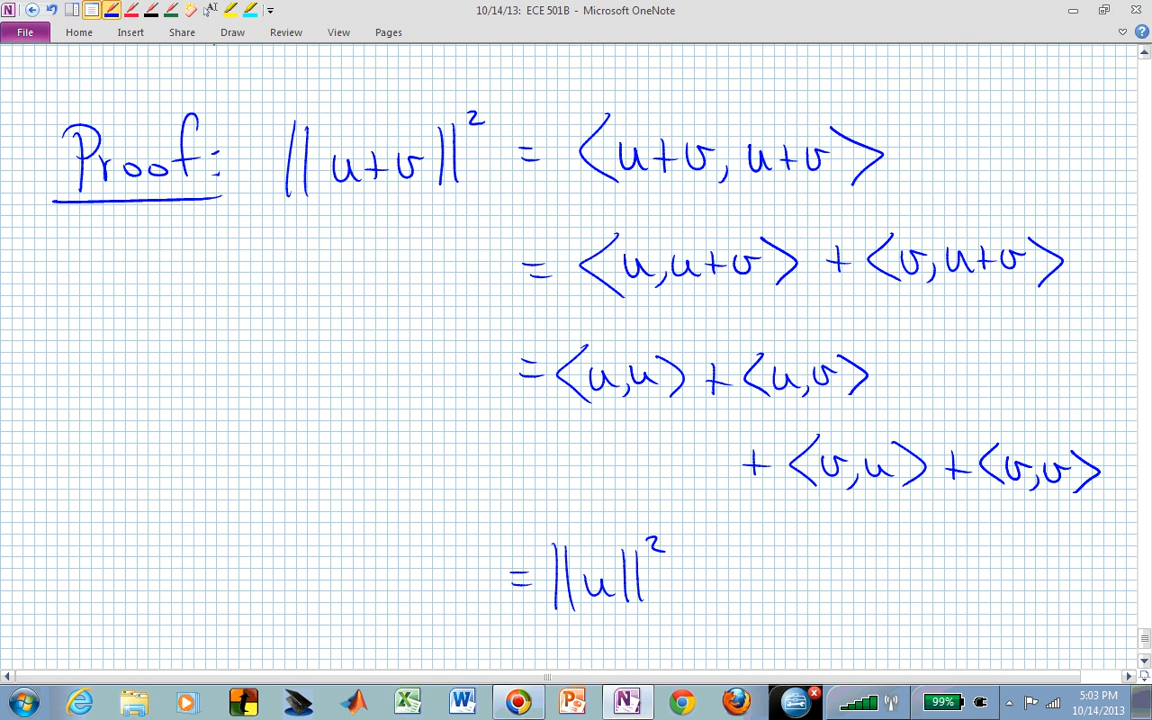 10/14/13: ECE 501B - Microsoft OneNote
File Home Insert Share Draw Review View Pages
Proof: ||u+v||² = <u+v, u+v>
= <u,u+v> + <v,u+v>
= <u,u> + <u,v>
+ <v,u> + <v,v>
= ||u||²
99%
5:03 PM
10/14/2013